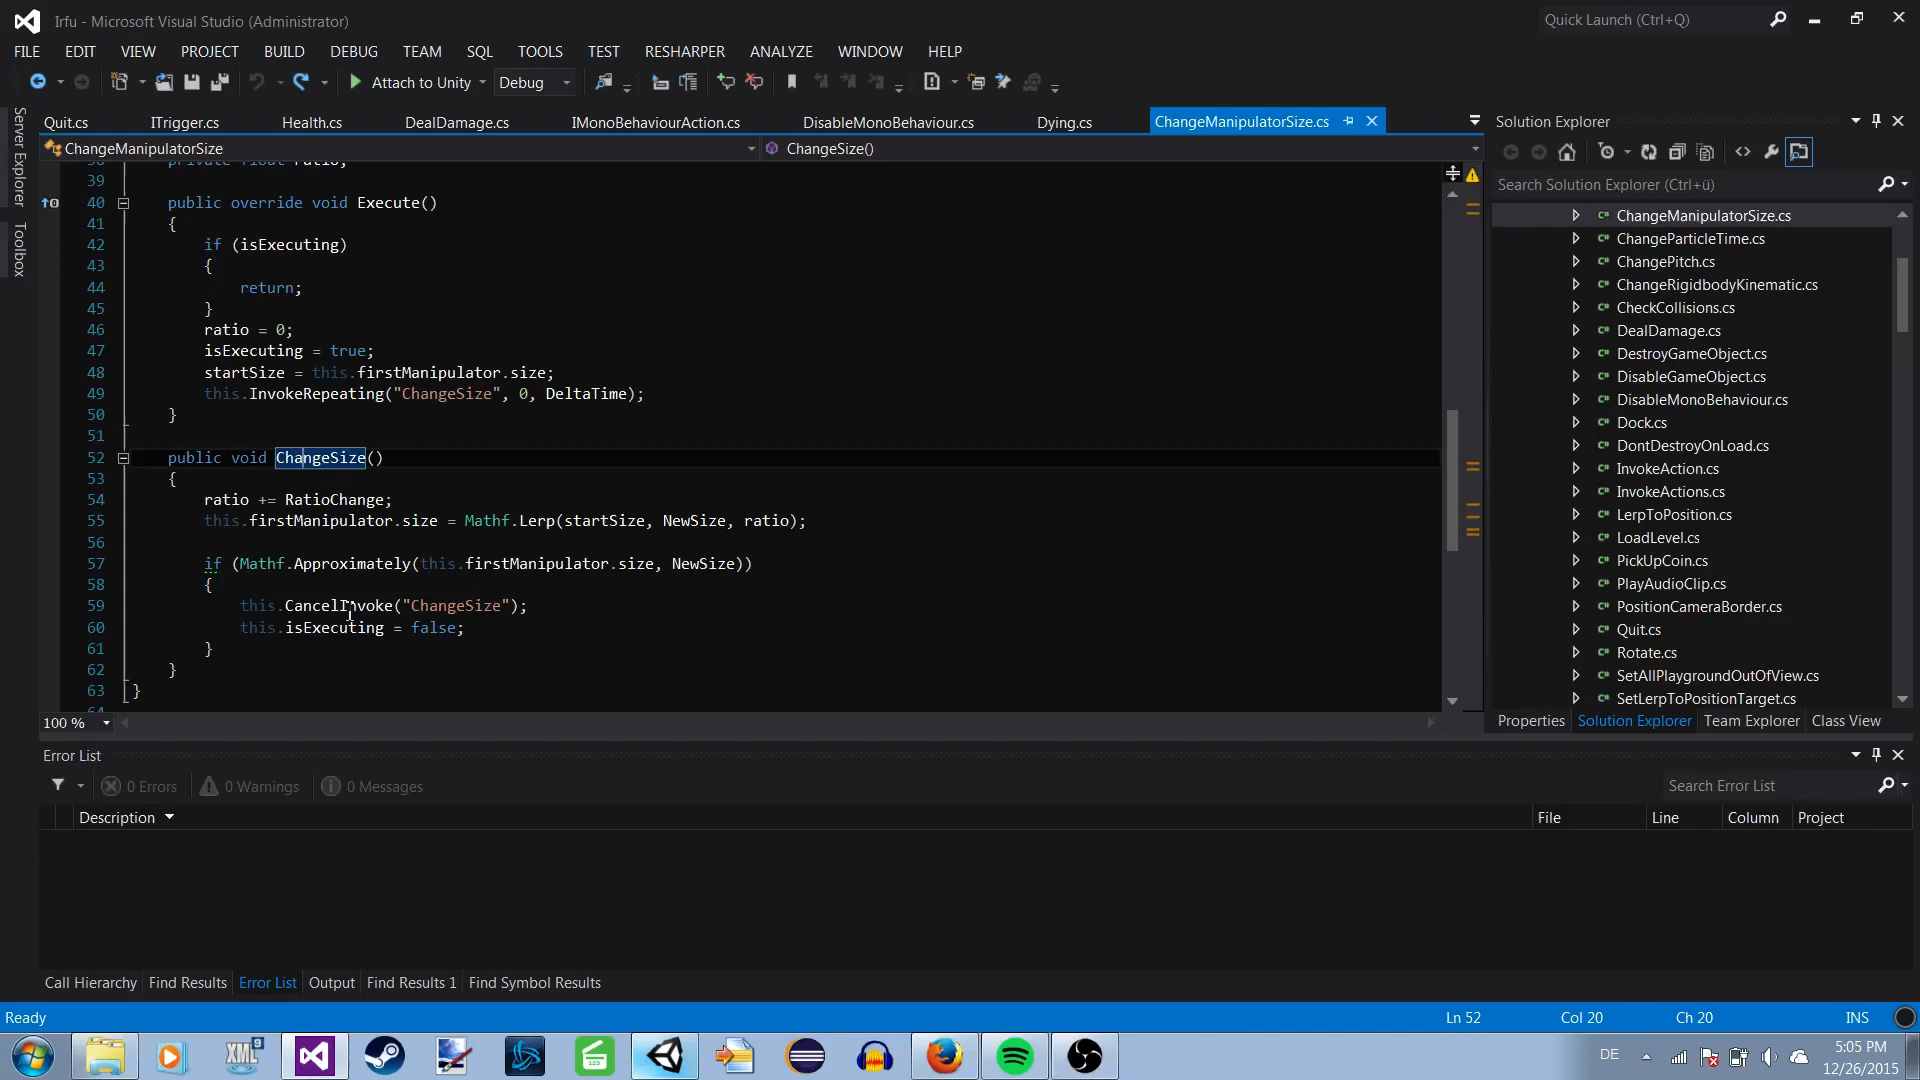 Irfu - Microsoft Visual Studio (Administrator)
Quick Launch (Ctrl+Q)
FILE EDIT VIEW PROJECT BUILD DEBUG TEAM SQL TOOLS TEST RESHARPER ANALYZE WINDOW HELP
Attach to Unity Debug
Server Explorer
Toolbox
Quit.cs ITrigger.cs Health.cs DealDamage.cs IMonoBehaviourAction.cs DisableMonoBehaviour.cs Dying.cs ChangeManipulatorSize.cs
ChangeManipulatorSize ChangeSize()
38 private float ratio;
39
40 public override void Execute()
41 {
42 if (isExecuting)
43 {
44 return;
45 }
46 ratio = 0;
47 isExecuting = true;
48 startSize = this.firstManipulator.size;
49 this.InvokeRepeating("ChangeSize", 0, DeltaTime);
50 }
51
52 public void ChangeSize()
53 {
54 ratio += RatioChange;
55 this.firstManipulator.size = Mathf.Lerp(startSize, NewSize, ratio);
56
57 if (Mathf.Approximately(this.firstManipulator.size, NewSize))
58 {
59 this.CancelInvoke("ChangeSize");
60 this.isExecuting = false;
61 }
62 }
63 }
64
100 %
Solution Explorer
Search Solution Explorer (Ctrl+ü)
ChangeManipulatorSize.cs
ChangeParticleTime.cs
ChangePitch.cs
ChangeRigidbodyKinematic.cs
CheckCollisions.cs
DealDamage.cs
DestroyGameObject.cs
DisableGameObject.cs
DisableMonoBehaviour.cs
Dock.cs
DontDestroyOnLoad.cs
InvokeAction.cs
InvokeActions.cs
LerpToPosition.cs
LoadLevel.cs
PickUpCoin.cs
PlayAudioClip.cs
PositionCameraBorder.cs
Quit.cs
Rotate.cs
SetAllPlaygroundOutOfView.cs
SetLerpToPositionTarget.cs
Properties Solution Explorer Team Explorer Class View
Error List
0 Errors 0 Warnings 0 Messages
Search Error List
Description File Line Column Project
Call Hierarchy Find Results Error List Output Find Results 1 Find Symbol Results
Ready Ln 52 Col 20 Ch 20 INS
XML 9
123
DE
5:05 PM
12/26/2015